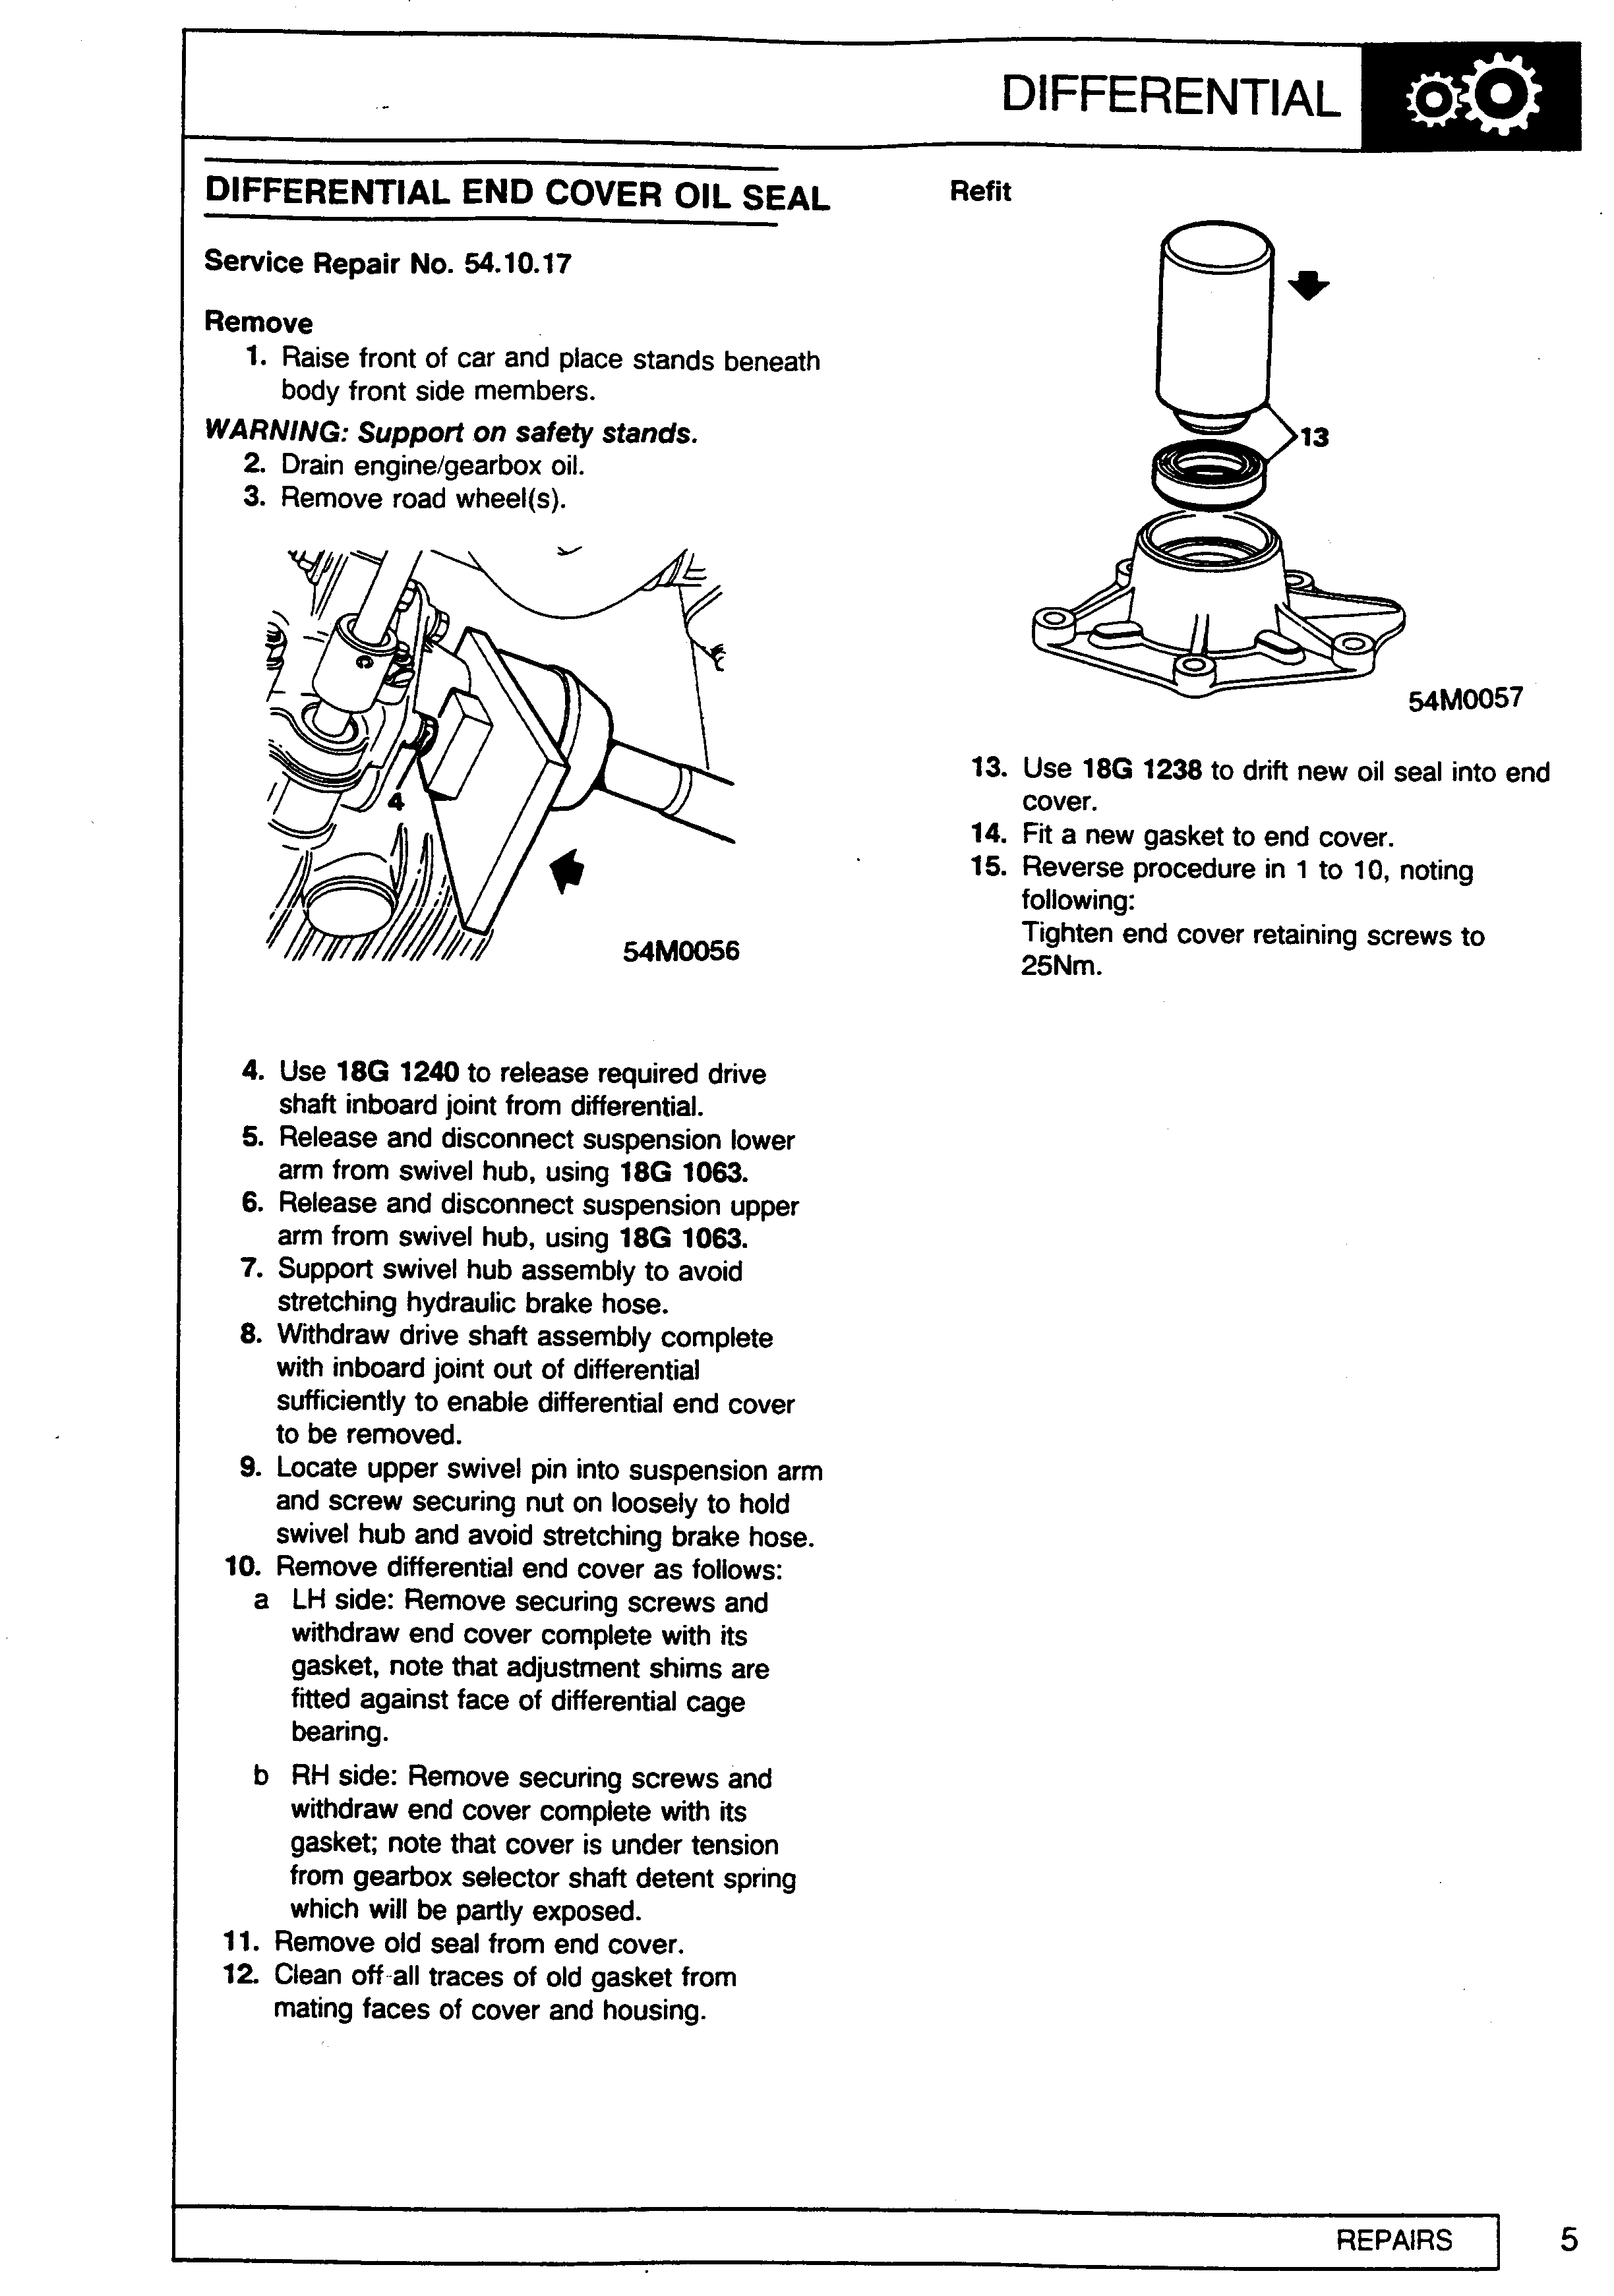 DIFFERENTIAL
DIFFERENTIAL END COVER OIL SEAL
Service Repair No. 54.10.17
Remove
1. Raise front of car and place stands beneath
body front side members.
WARNING: Support on safety stands.
2. Drain engine/gearbox oil.
3. Remove road wheel(s).
C
4
54M0056
4. Use 18G 1240 to release required drive
shaft inboard joint from differential.
5. Release and disconnect suspension lower
arm from swivel hub, using 18G 1063.
6. Release and disconnect suspension upper
arm from swivel hub, using 18G 1063.
7. Support swivel hub assembly to avoid
stretching hydraulic brake hose.
8. Withdraw drive shaft assembly complete
with inboard joint out of differential
sufficiently to enable differential end cover
to be removed.
9. Locate upper swivel pin into suspension arm
and screw securing nut on loosely to hold
swivel hub and avoid stretching brake hose.
10. Remove differential end cover as follows:
a LH side: Remove securing screws and
withdraw end cover complete with its
gasket, note that adjustment shims are
fitted against face of differential cage
bearing.
b RH side: Remove securing screws and
withdraw end cover complete with its
gasket; note that cover is under tension
from gearbox selector shaft detent spring
which will be partly exposed.
11. Remove old seal from end cover.
12. Clean off all traces of old gasket from
mating faces of cover and housing.
Refit
13
54M0057
13. Use 18G 1238 to drift new oil seal into end
cover.
14. Fit a new gasket to end cover.
15. Reverse procedure in 1 to 10, noting
following:
Tighten end cover retaining screws to
25Nm.
REPAIRS
5